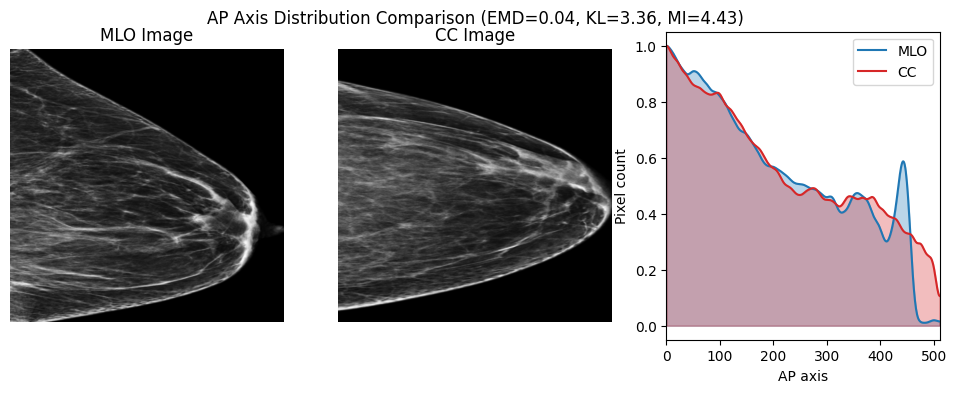 AP Axis Distribution Comparison (EMD=0.04, KL=3.36, MI=4.43)
MLO Image
CC Image
MLO
CC
Pixel count
1.0
0.8
0.6
0.4
0.2
0.0
0 100 200 300 400 500
AP axis